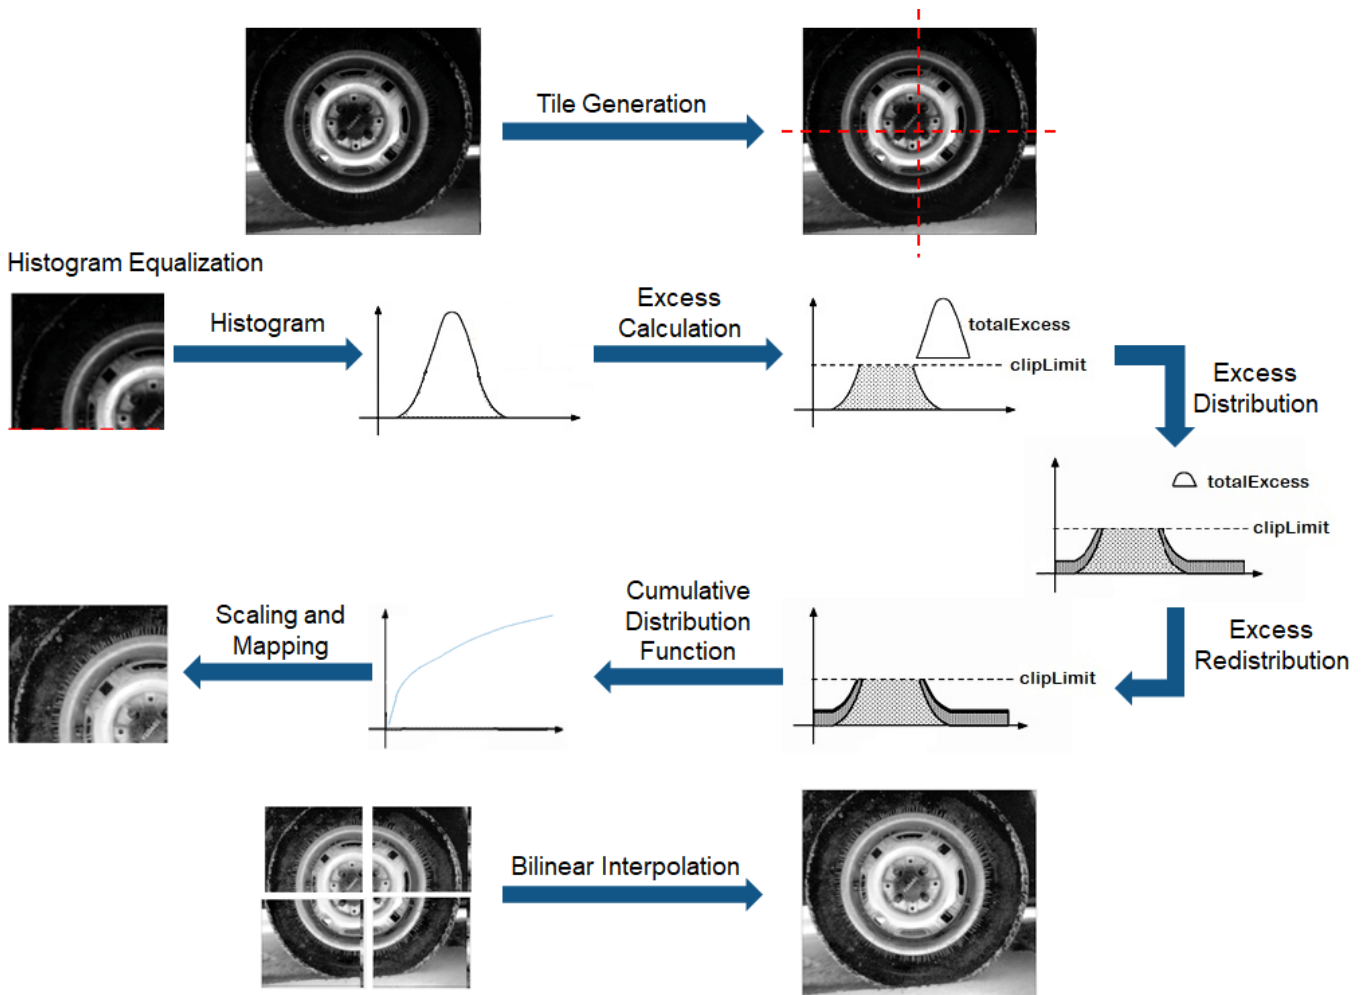 Tile Generation
Histogram Equalization
Histogram
Excess
Calculation
totalExcess
clipLimit
Excess
Distribution
totalExcess
clipLimit
Excess
Redistribution
clipLimit
Cumulative
Distribution
Function
Scaling and
Mapping
Bilinear Interpolation